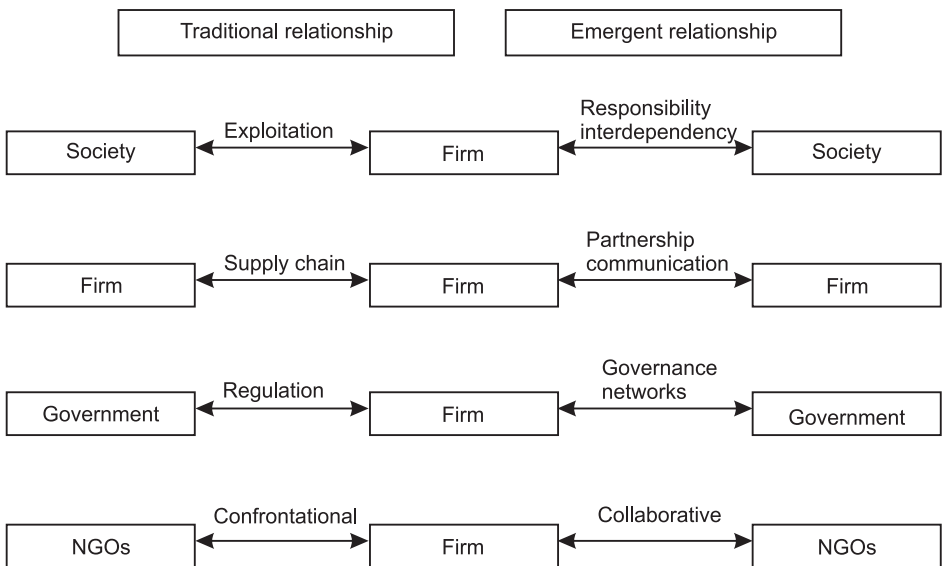 Traditional relationship
Emergent relationship
Society
Exploitation
Firm
Responsibility
interdependency
Society
Firm
Supply chain
Firm
Partnership
communication
Firm
Government
Regulation
Firm
Governance
networks
Government
NGOs
Confrontational
Firm
Collaborative
NGOs